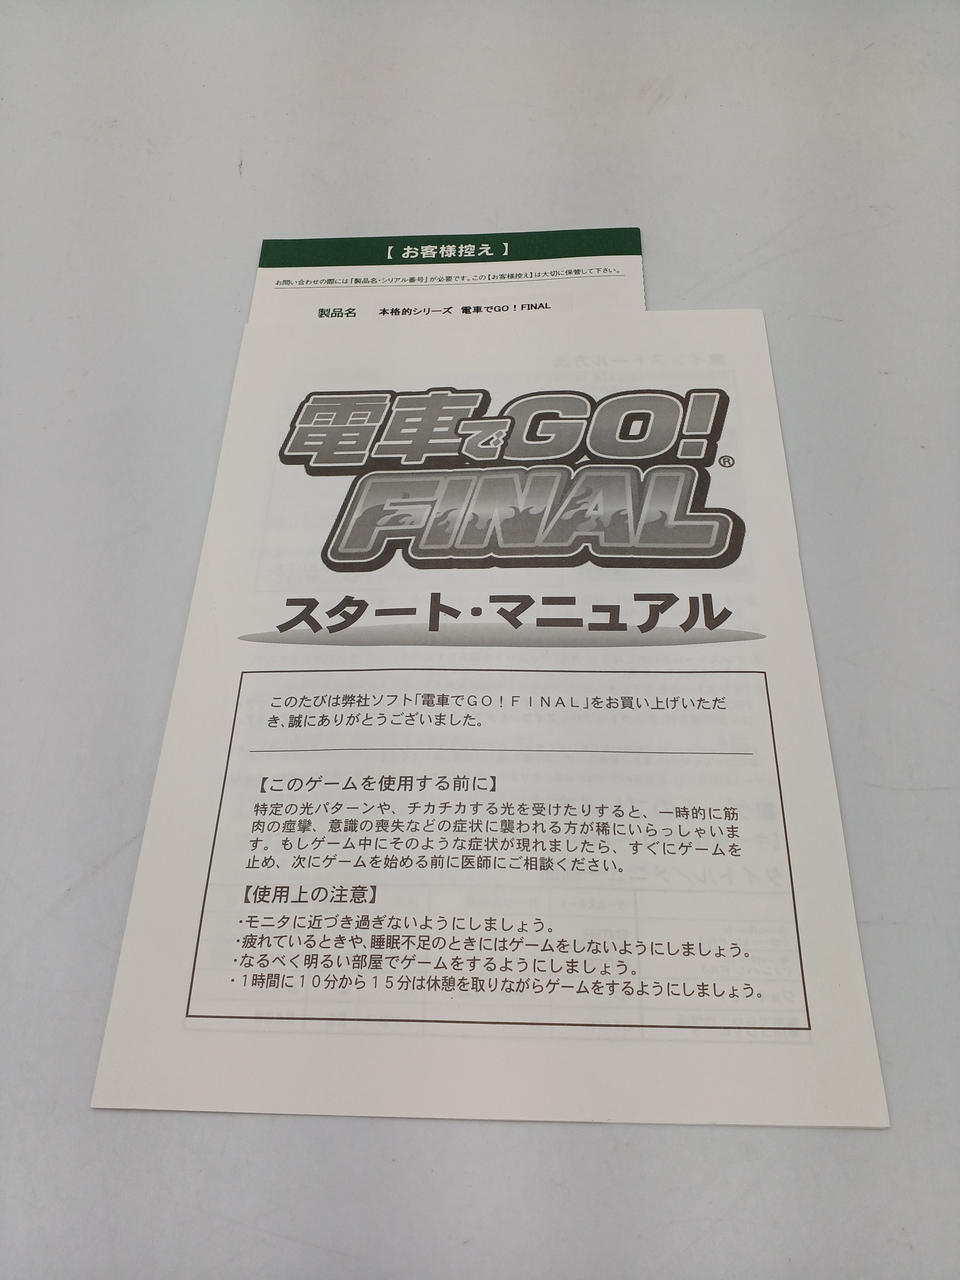 【 お客様控え 】
お問い合わせの際には「製品名・シリアル番号」が必要です。この【お客様控え】は大切に保管して下さい。
製品名 本格的シリーズ 電車でGO！FINAL
電車でGO!
®
FINAL
スタート・マニュアル
このたびは弊社ソフト「電車でＧＯ！ＦＩＮＡＬ」をお買い上げいただ
き、誠にありがとうございました。
【このゲームを使用する前に】
特定の光パターンや、チカチカする光を受けたりすると、一時的に筋
肉の痙攣、意識の喪失などの症状に襲われる方が稀にいらっしゃいま
す。もしゲーム中にそのような症状が現れましたら、すぐにゲームを
止め、次にゲームを始める前に医師にご相談ください。
【使用上の注意】
・モニタに近づき過ぎないようにしましょう。
・疲れているときや、睡眠不足のときにはゲームをしないようにしましょう。
・なるべく明るい部屋でゲームをするようにしましょう。
・１時間に１０分から１５分は休憩を取りながらゲームをするようにしましょう。